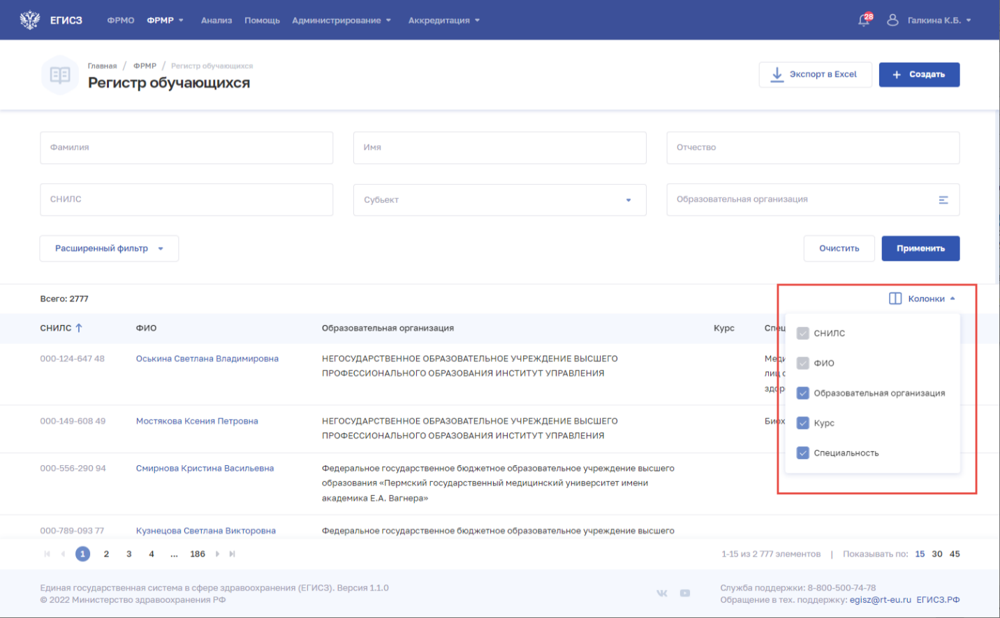 ЕГИСЗ ФРМО ФРМР Анализ Помощь Администрирование Аккредитация 28 Галкина К.Б.
Главная / ФРМР / Регистр обучающихся
Регистр обучающихся
Экспорт в Excel
+ Создать
Фамилия Имя Отчество
СНИЛС Субъект Образовательная организация
Расширенный фильтр Очистить Применить
Всего: 2777 Колонки
СНИЛС ФИО Образовательная организация Курс Спец
000-124-647 48 Оськина Светлана Владимировна НЕГОСУДАРСТВЕННОЕ ОБРАЗОВАТЕЛЬНОЕ УЧРЕЖДЕНИЕ ВЫСШЕГО
ПРОФЕССИОНАЛЬНОГО ОБРАЗОВАНИЯ ИНСТИТУТ УПРАВЛЕНИЯ
Меди
лиц
здор
000-149-608 49 Мостякова Ксения Петровна НЕГОСУДАРСТВЕННОЕ ОБРАЗОВАТЕЛЬНОЕ УЧРЕЖДЕНИЕ ВЫСШЕГО
ПРОФЕССИОНАЛЬНОГО ОБРАЗОВАНИЯ ИНСТИТУТ УПРАВЛЕНИЯ
Биох
000-556-290 94 Смирнова Кристина Васильевна Федеральное государственное бюджетное образовательное учреждение высшего
образования «Пермский государственный медицинский университет имени
академика Е.А. Вагнера»
000-789-093 77 Кузнецова Светлана Викторовна Федеральное государственное бюджетное образовательное учреждение высшего
СНИЛС
ФИО
Образовательная организация
Курс
Специальность
1 2 3 4 ... 186
1-15 из 2 777 элементов | Показывать по: 15 30 45
Единая государственная система в сфере здравоохранения (ЕГИСЗ). Версия 1.1.0
© 2022 Министерство здравоохранения РФ
Служба поддержки: 8-800-500-74-78
Обращение в тех. поддержку: egisz@rt-eu.ru ЕГИСЗ.РФ